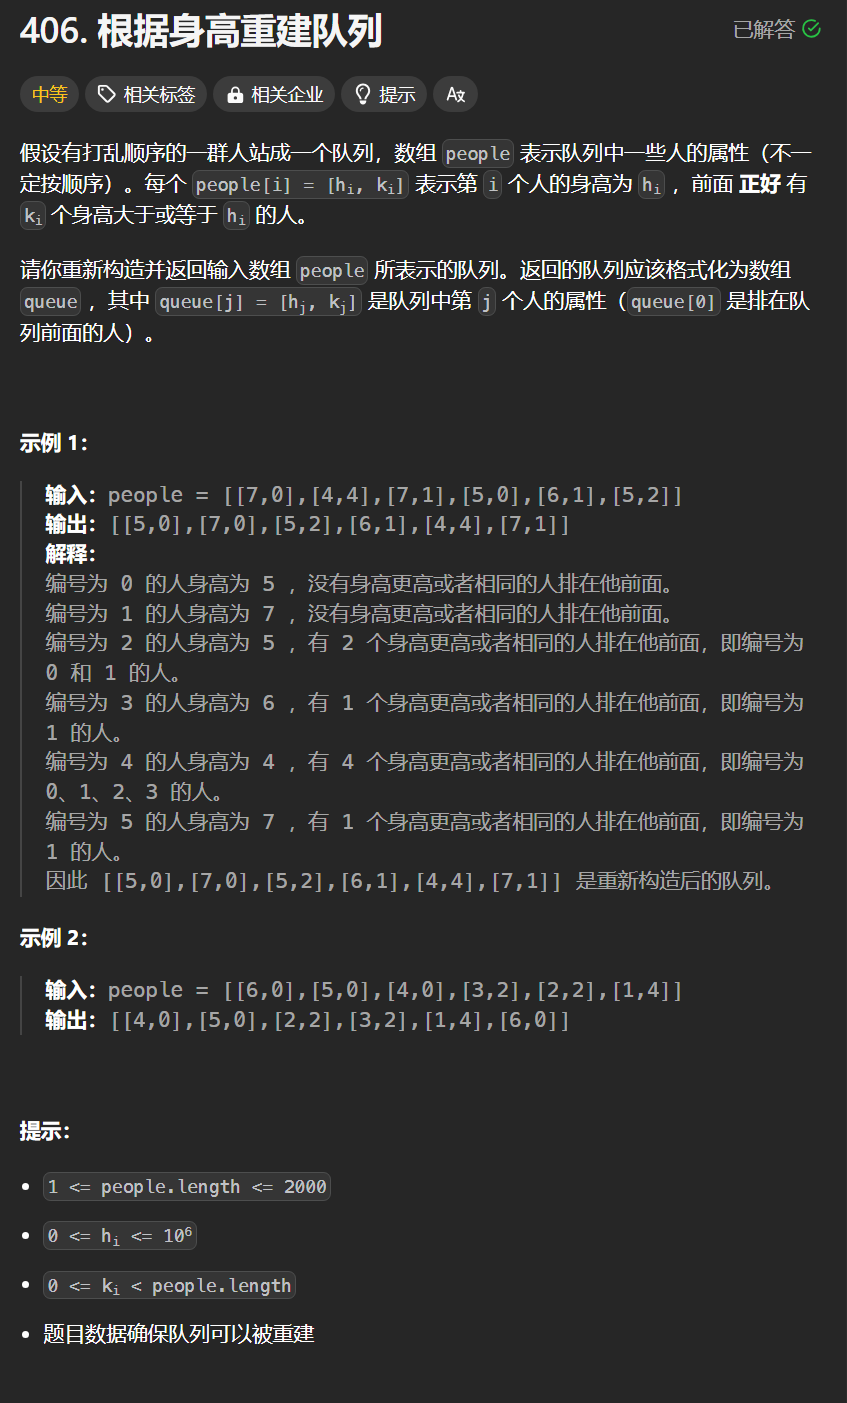 406. 根据身高重建队列
已解答
中等 相关标签 相关企业 提示 Aあ
假设有打乱顺序的一群人站成一个队列，数组 people 表示队列中一些人的属性（不一
定按顺序）。每个 people[i] = [hi, ki] 表示第 i 个人的身高为 hi ，前面 正好 有
ki 个身高大于或等于 hi 的人。
请你重新构造并返回输入数组 people 所表示的队列。返回的队列应该格式化为数组
queue ，其中 queue[j] = [hj, kj] 是队列中第 j 个人的属性（queue[0] 是排在队
列前面的人）。
示例 1：
输入：people = [[7,0],[4,4],[7,1],[5,0],[6,1],[5,2]]
输出：[[5,0],[7,0],[5,2],[6,1],[4,4],[7,1]]
解释：
编号为 0 的人身高为 5 ，没有身高更高或者相同的人排在他前面。
编号为 1 的人身高为 7 ，没有身高更高或者相同的人排在他前面。
编号为 2 的人身高为 5 ，有 2 个身高更高或者相同的人排在他前面，即编号为
0 和 1 的人。
编号为 3 的人身高为 6 ，有 1 个身高更高或者相同的人排在他前面，即编号为
1 的人。
编号为 4 的人身高为 4 ，有 4 个身高更高或者相同的人排在他前面，即编号为
0、1、2、3 的人。
编号为 5 的人身高为 7 ，有 1 个身高更高或者相同的人排在他前面，即编号为
1 的人。
因此 [[5,0],[7,0],[5,2],[6,1],[4,4],[7,1]] 是重新构造后的队列。
示例 2：
输入：people = [[6,0],[5,0],[4,0],[3,2],[2,2],[1,4]]
输出：[[4,0],[5,0],[2,2],[3,2],[1,4],[6,0]]
提示：
• 1 <= people.length <= 2000
• 0 <= hi <= 10⁶
• 0 <= ki < people.length
• 题目数据确保队列可以被重建